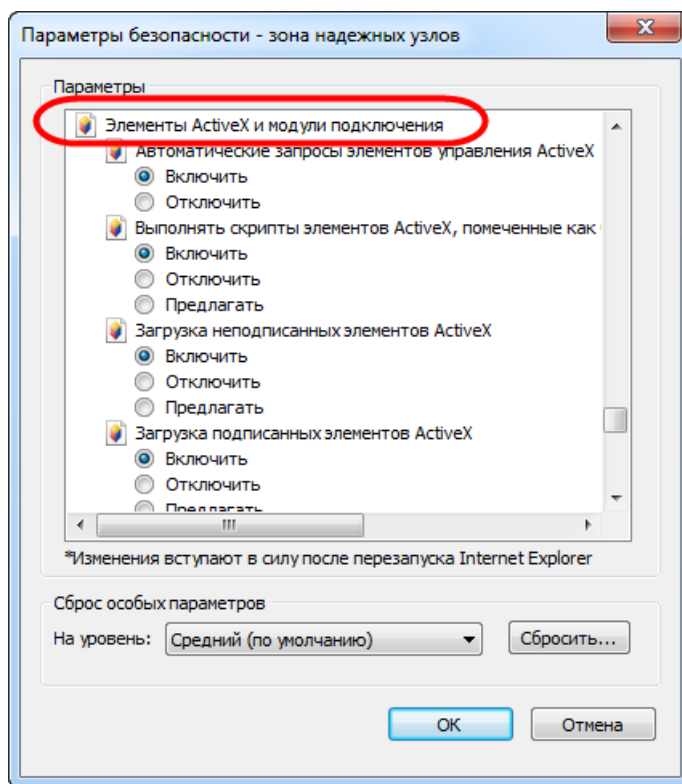 Параметры безопасности - зона надежных узлов
Параметры
Элементы ActiveX и модули подключения
Автоматические запросы элементов управления ActiveX
Включить
Отключить
Выполнять скрипты элементов ActiveX, помеченные как
Включить
Отключить
Предлагать
Загрузка неподписанных элементов ActiveX
Включить
Отключить
Предлагать
Загрузка подписанных элементов ActiveX
Включить
Отключить
Предлагать
*Изменения вступают в силу после перезапуска Internet Explorer
Сброс особых параметров
На уровень: Средний (по умолчанию) Сбросить...
OK Отмена